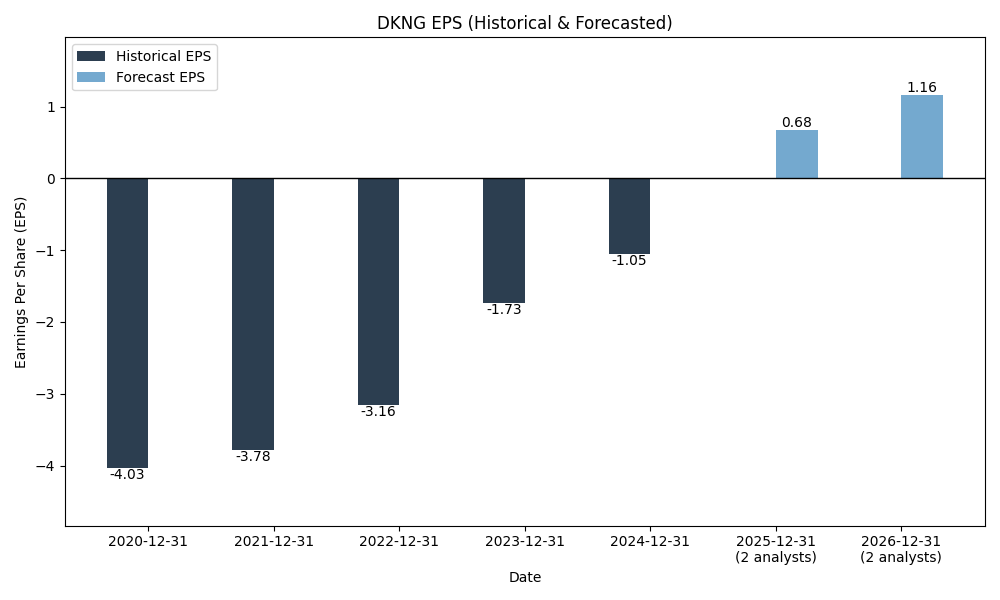 DKNG EPS (Historical & Forecasted)
Historical EPS
Forecast EPS
Earnings Per Share (EPS)
1
0
−1
−2
−3
−4
-4.03
-3.78
-3.16
-1.73
-1.05
0.68
1.16
2020-12-31
2021-12-31
2022-12-31
2023-12-31
2024-12-31
2025-12-31
(2 analysts)
2026-12-31
(2 analysts)
Date